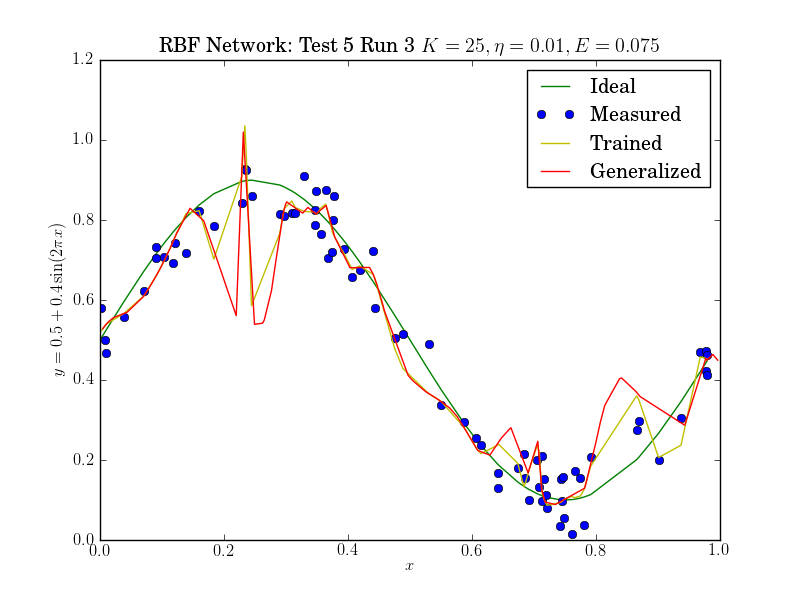 RBF Network: Test 5 Run 3 K = 25, η = 0.01, E = 0.075
1.2
1.0
0.8
0.6
0.4
0.2
0.0
y = 0.5 + 0.4 sin(2πx)
Ideal
Measured
Trained
Generalized
0.0 0.2 0.4 0.6 0.8 1.0
x